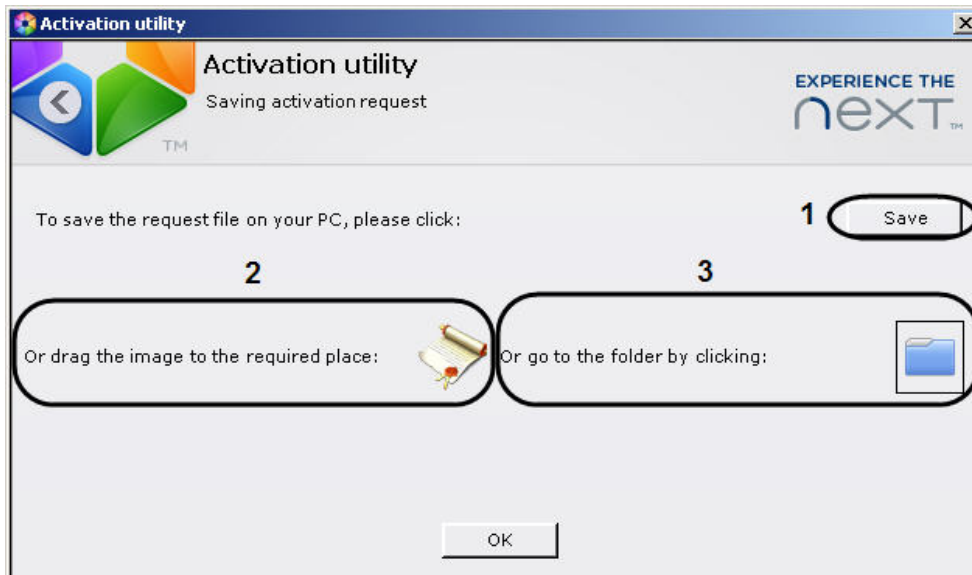 Activation utility
Activation utility
Saving activation request
TM
EXPERIENCE THE
next™
To save the request file on your PC, please click:
1
Save
2
3
Or drag the image to the required place:
Or go to the folder by clicking:
OK